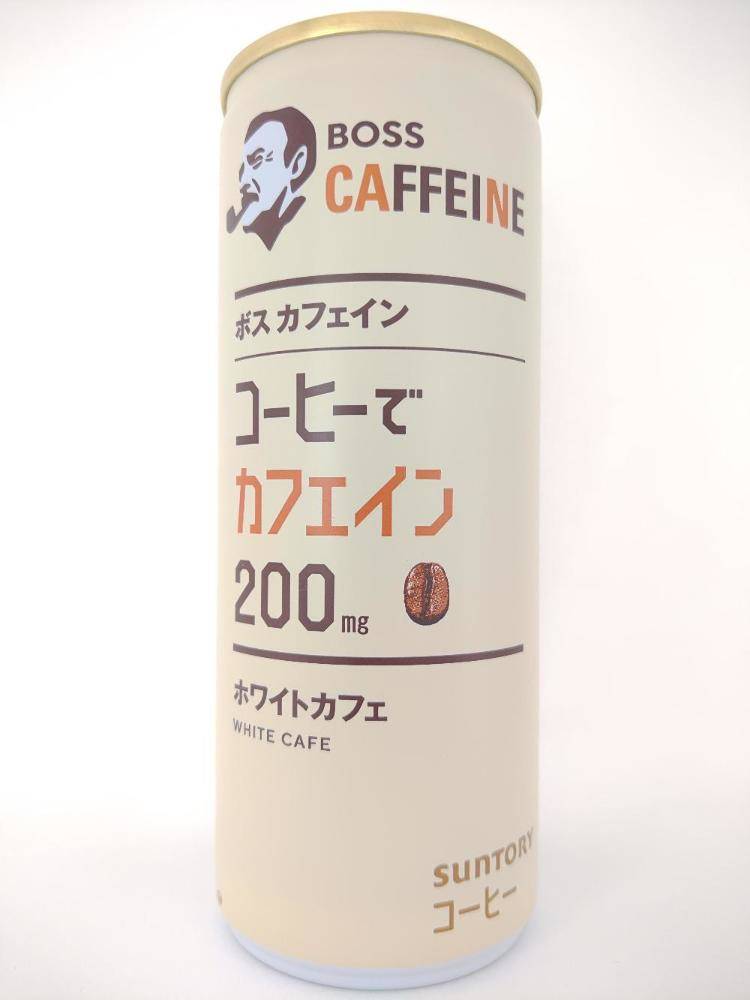 BOSS
CAFFEINE
ボス カフェイン
コーヒーで
カフェイン
200mg
ホワイトカフェ
WHITE CAFE
SUNTORY
コーヒー